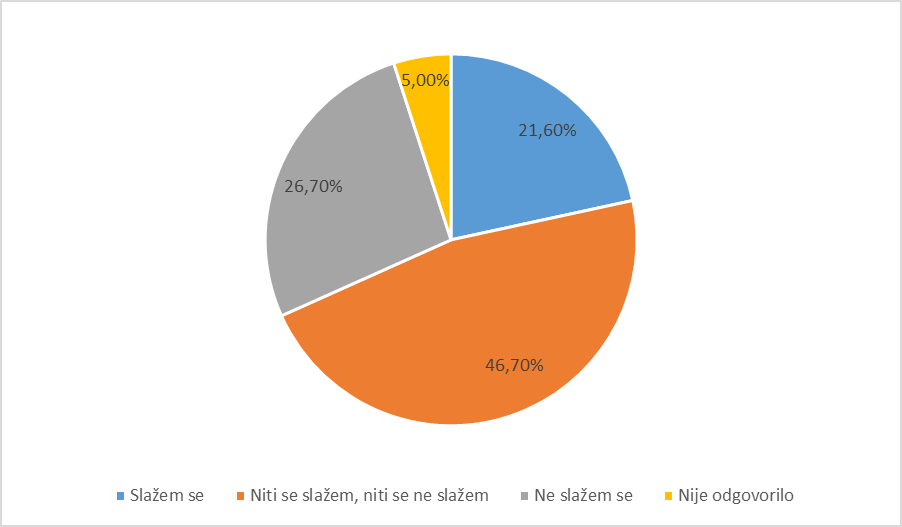 5,00%
21,60%
26,70%
46,70%
Slažem se Niti se slažem, niti se ne slažem Ne slažem se Nije odgovorilo